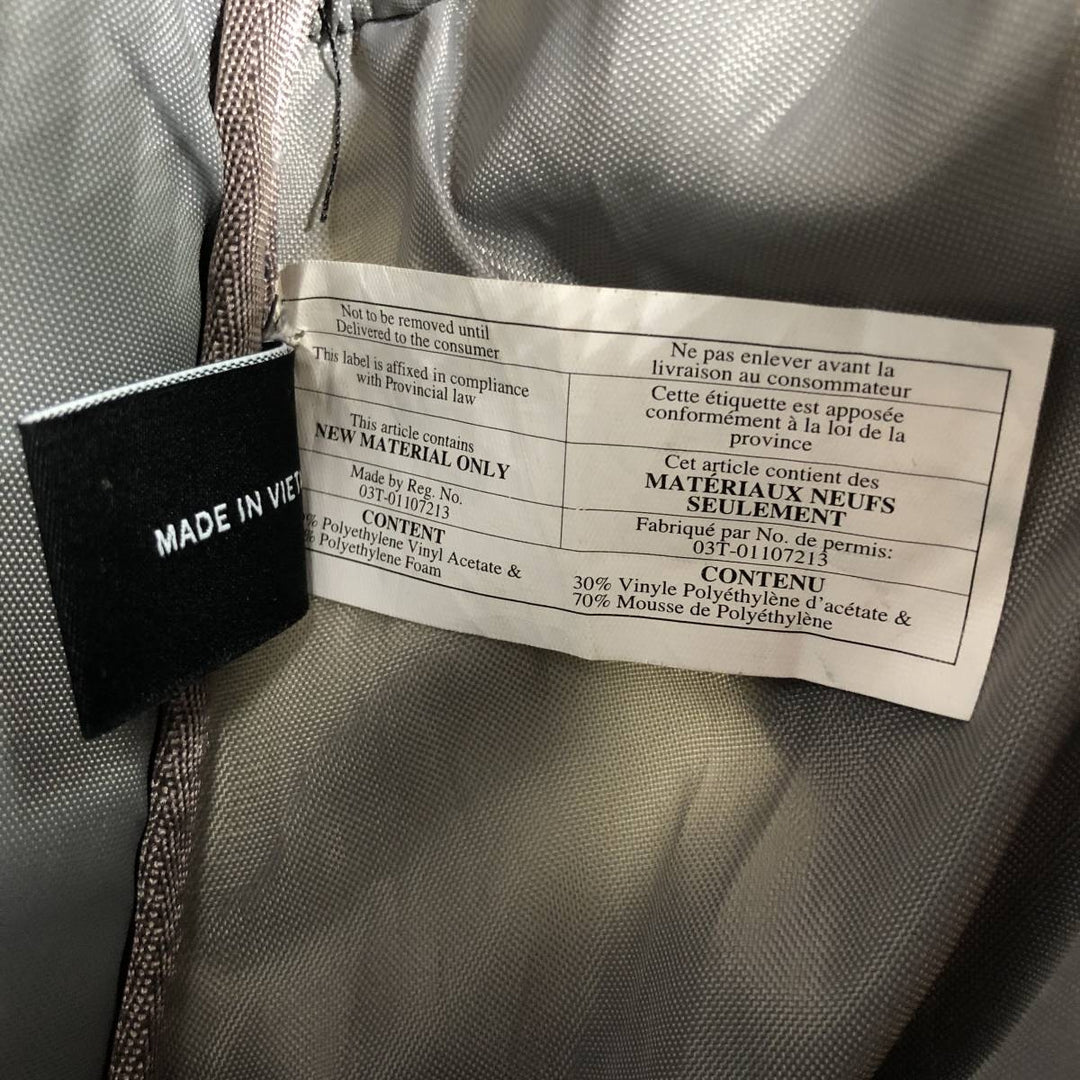 MADE IN VIET
Not to be removed until
Delivered to the consumer
This label is affixed in compliance
with Provincial law
This article contains
NEW MATERIAL ONLY
Made by Reg. No.
03T-01107213
CONTENT
% Polyethylene Vinyl Acetate &
% Polyethylene Foam
Ne pas enlever avant la
livraison au consommateur
Cette étiquette est apposée
conformément à la loi de la
province
Cet article contient des
MATÉRIAUX NEUFS
SEULEMENT
Fabriqué par No. de permis:
03T-01107213
CONTENU
30% Vinyle Polyéthylène d'acétate &
70% Mousse de Polyéthylène